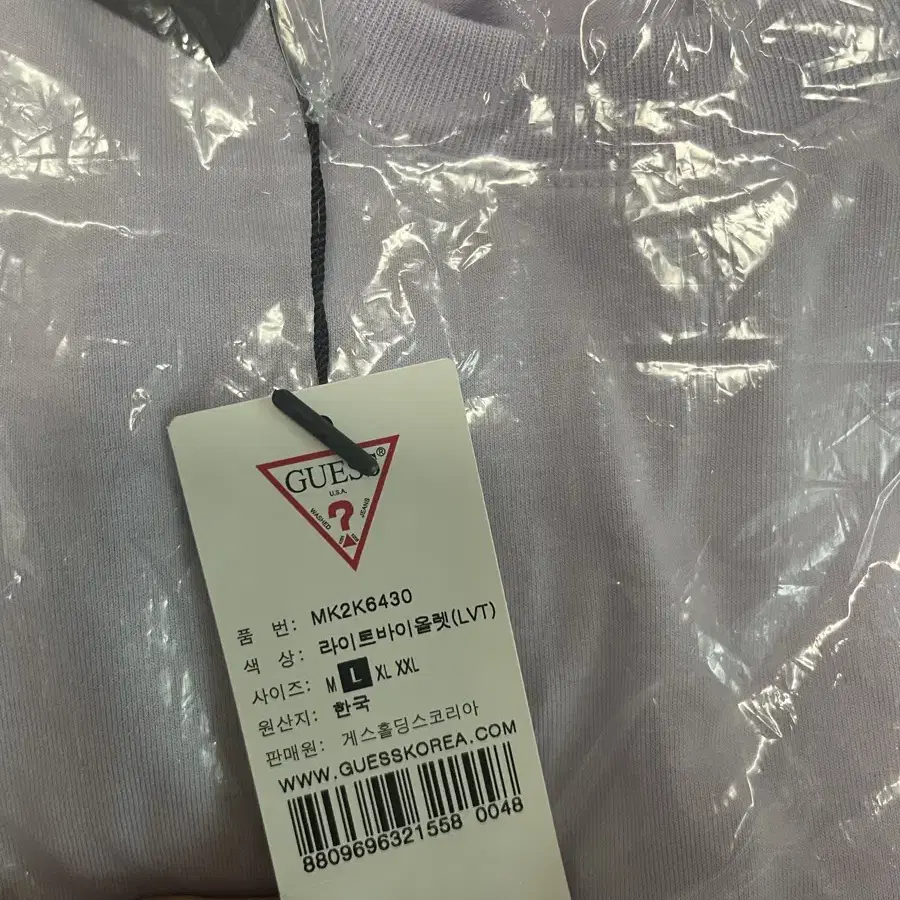 GUESS®
U.S.A.
WASHED
JEANS
?
품 번: MK2K6430
색 상: 라이트바이올렛(LVT)
사이즈: M L XL XXL
원산지: 한국
판매원: 게스홀딩스코리아
WWW.GUESSKOREA.COM
8809696321558 0048